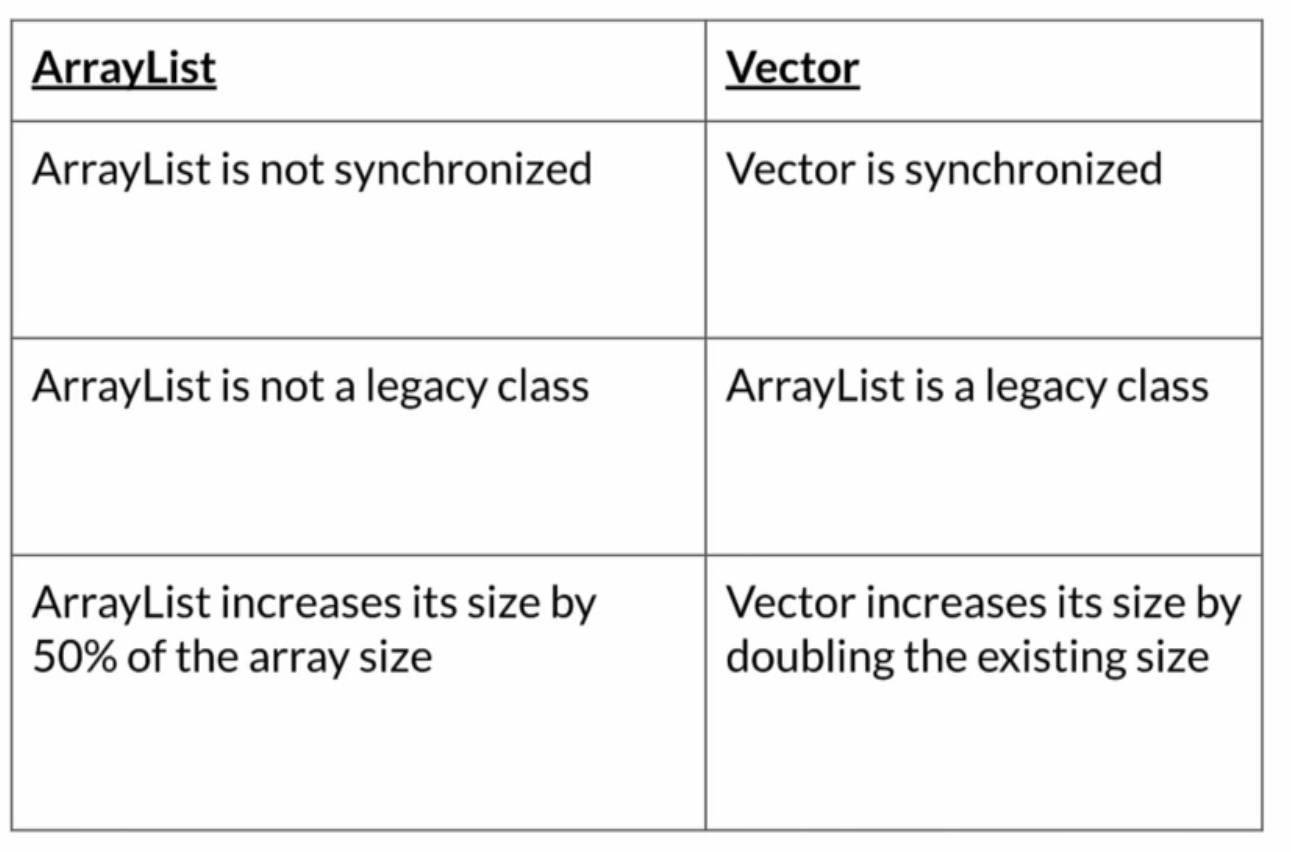 ArrayList
Vector
ArrayList is not synchronized
Vector is synchronized
ArrayList is not a legacy class
ArrayList is a legacy class
ArrayList increases its size by
50% of the array size
Vector increases its size by
doubling the existing size